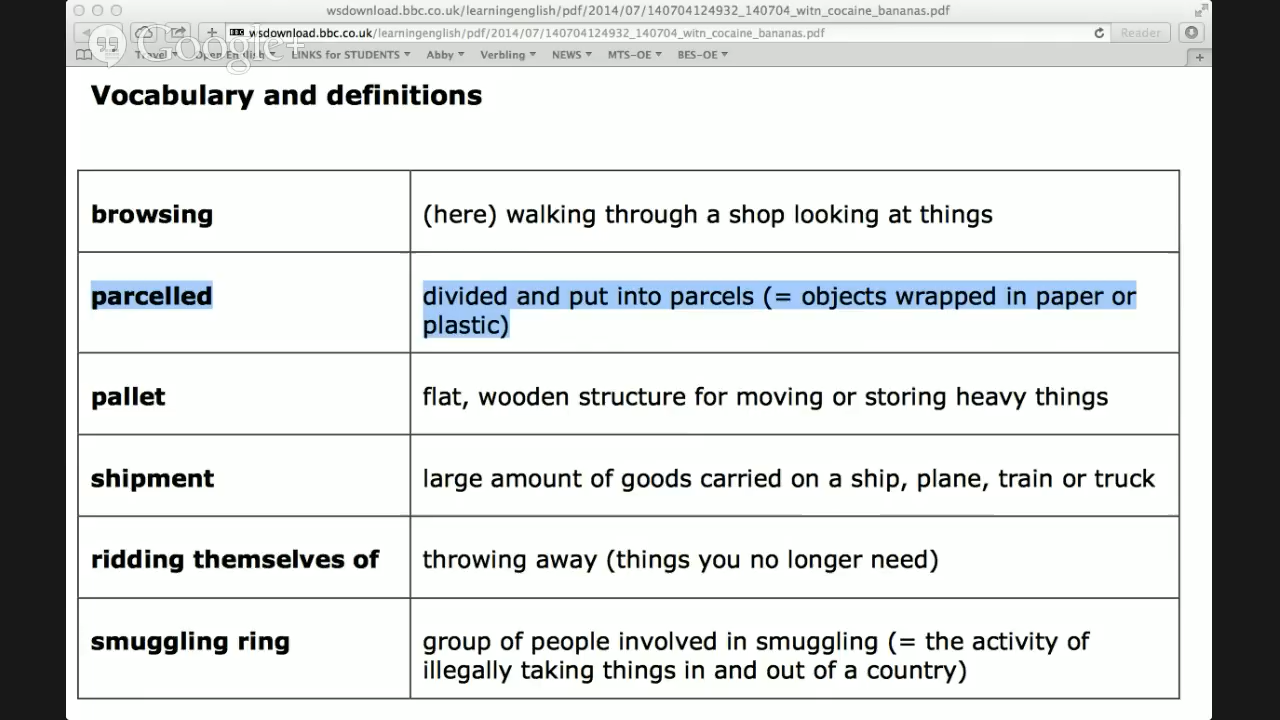 wsdownload.bbc.co.uk/learningenglish/pdf/2014/07/140704124932_140704_witn_cocaine_bananas.pdf
BBC wsdownload.bbc.co.uk/learningenglish/pdf/2014/07/140704124932_140704_witn_cocaine_bananas.pdf
Reader
Google+
Travel Open English LINKS for STUDENTS Abby Verbling NEWS MTS-OE BES-OE
Vocabulary and definitions
browsing
(here) walking through a shop looking at things
parcelled
divided and put into parcels (= objects wrapped in paper or
plastic)
pallet
flat, wooden structure for moving or storing heavy things
shipment
large amount of goods carried on a ship, plane, train or truck
ridding themselves of
throwing away (things you no longer need)
smuggling ring
group of people involved in smuggling (= the activity of
illegally taking things in and out of a country)